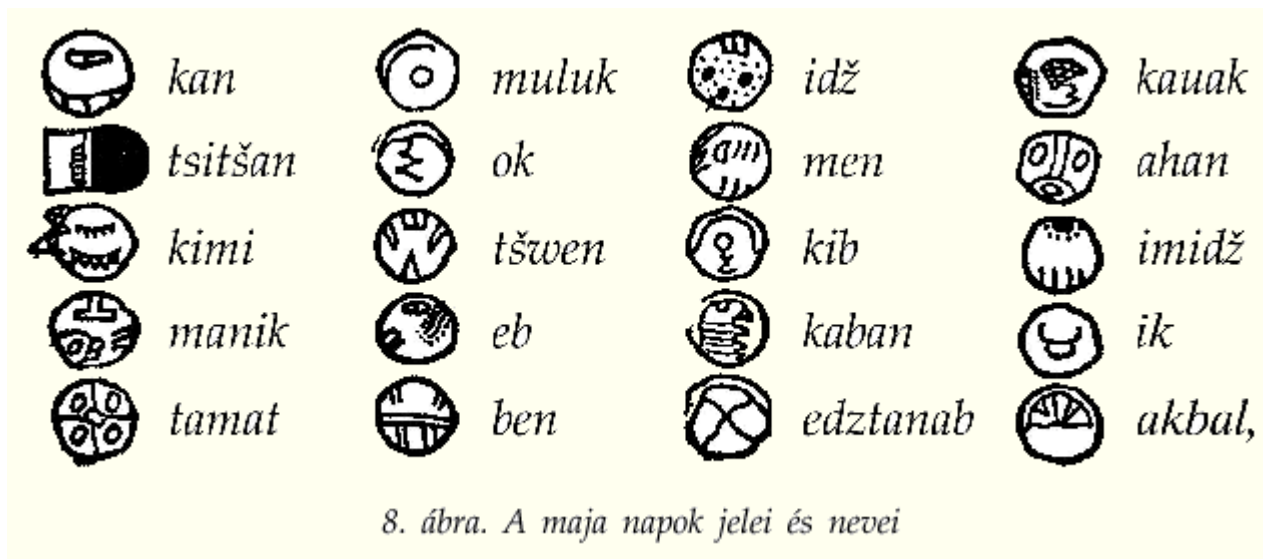 kan muluk idž kauak
tsitšan ok men ahan
kimi tšwen kib imidž
manik eb kaban ik
tamat ben edztanab akbal,
8. ábra. A maja napok jelei és nevei